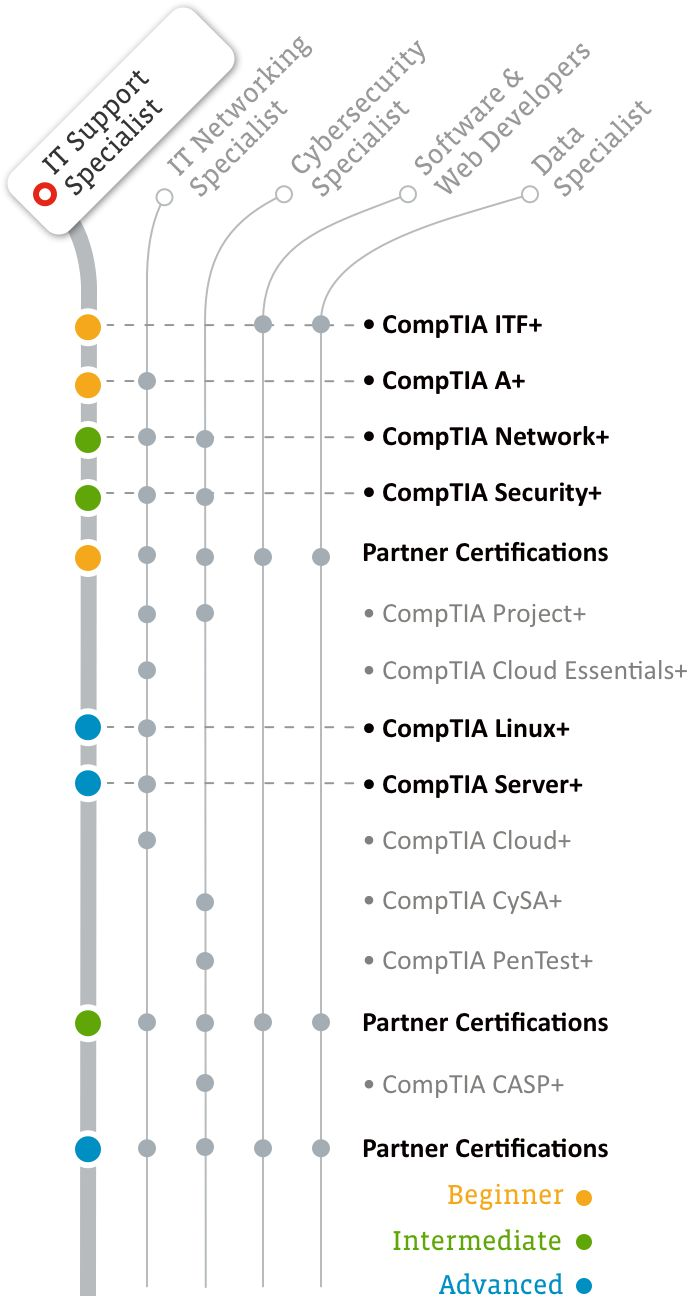 IT Support
Specialist
IT Networking
Specialist
Cybersecurity
Specialist
Software &
Web Developers
Data
Specialist
• CompTIA ITF+
• CompTIA A+
• CompTIA Network+
• CompTIA Security+
Partner Certifications
• CompTIA Project+
• CompTIA Cloud Essentials+
• CompTIA Linux+
• CompTIA Server+
• CompTIA Cloud+
• CompTIA CySA+
• CompTIA PenTest+
Partner Certifications
• CompTIA CASP+
Partner Certifications
Beginner
Intermediate
Advanced